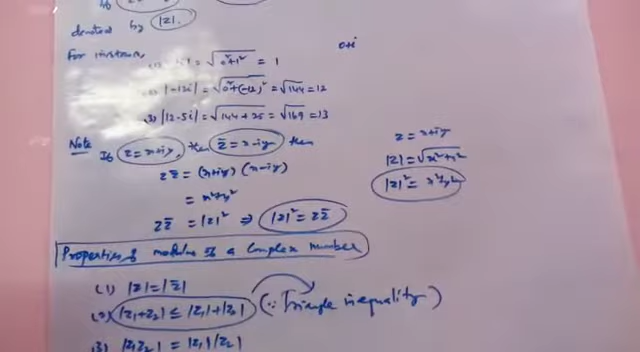 denoted by |z|.
For instance, 0+i
(1) |i| = √0²+1² = 1
(2) |-12i| = √0²+(-12)² = √144 = 12
(3) |12-5i| = √144+25 = √169 = 13
Note If z = x+iy, then z̄ = x-iy then
z z̄ = (x+iy) (x-iy)
= x²+y²
z z̄ = |z|² ⇒ |z|² = z z̄
z = x+iy
|z| = √x²+y²
|z|² = x²+y²
Properties of modulus of a Complex number
(1) |z| = |z̄|
(2) |z₁+z₂| ≤ |z₁|+|z₂| (∵ Triangle inequality)
(3) |z₁z₂| = |z₁| |z₂|